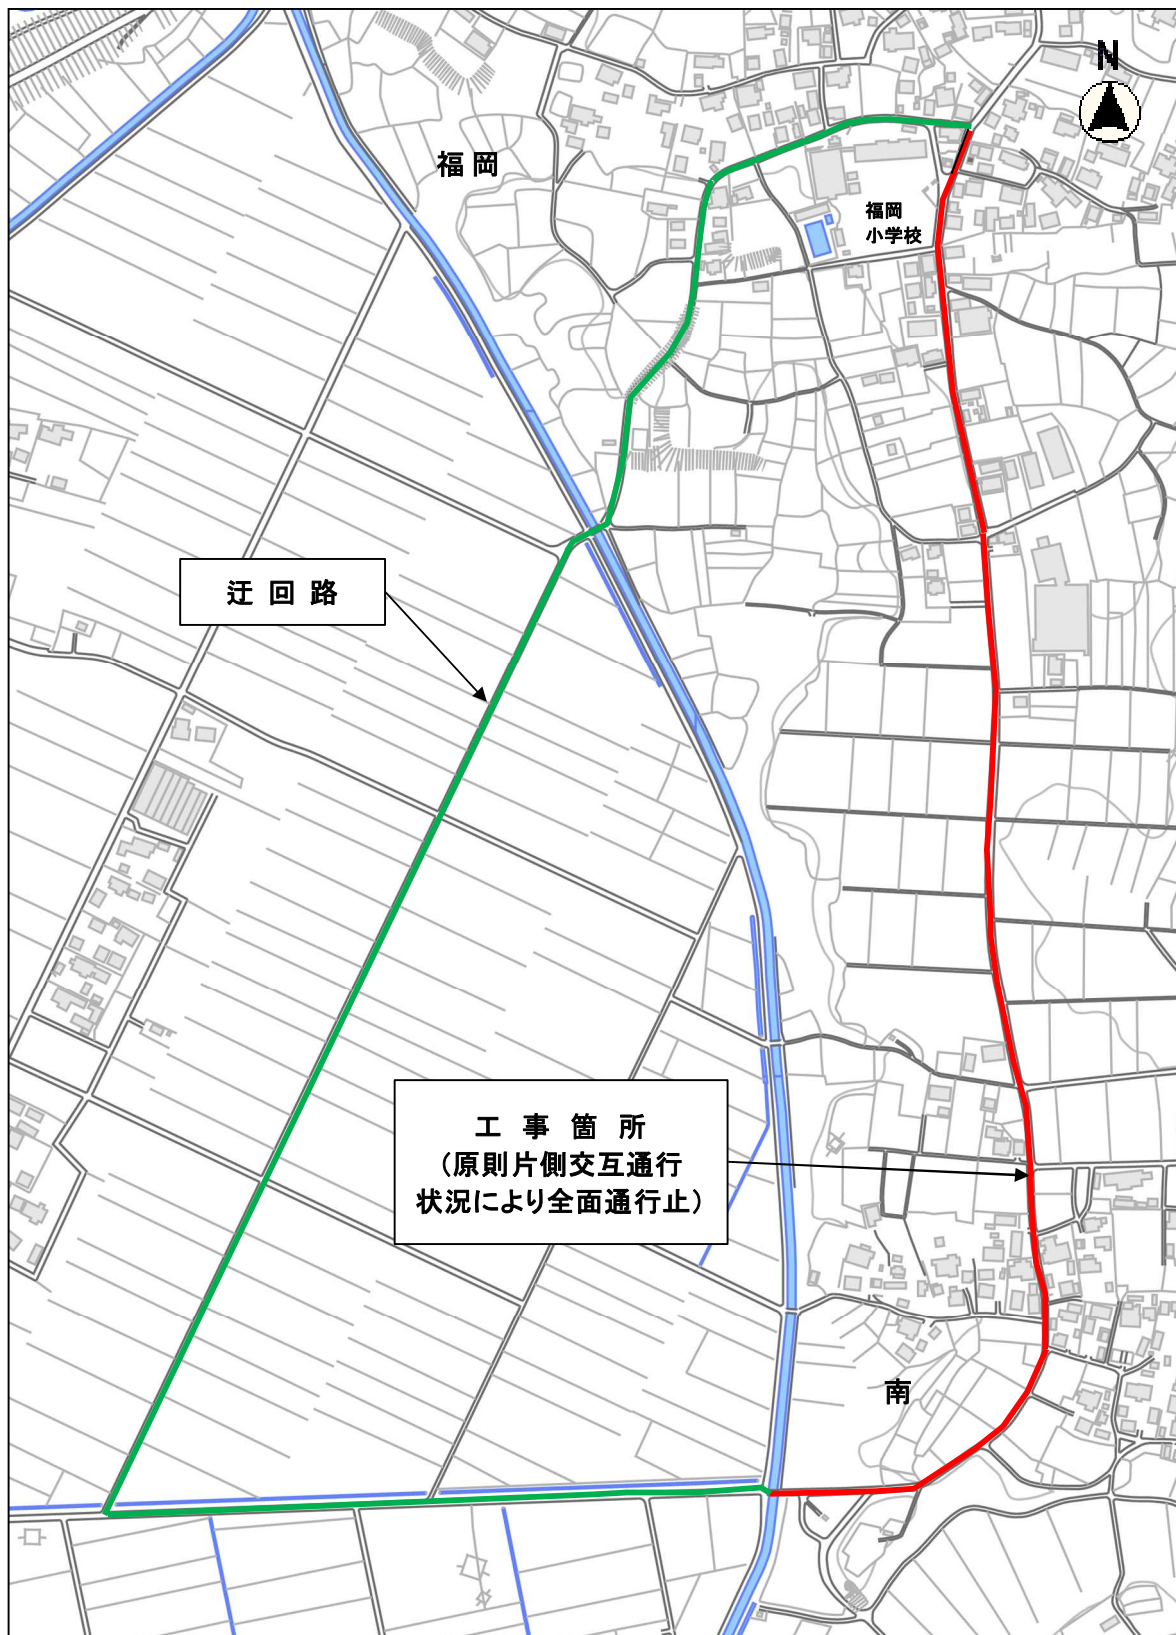 N
福岡
福岡
小学校
迂回路
工事箇所
(原則片側交互通行
状況により全面通行止)
南